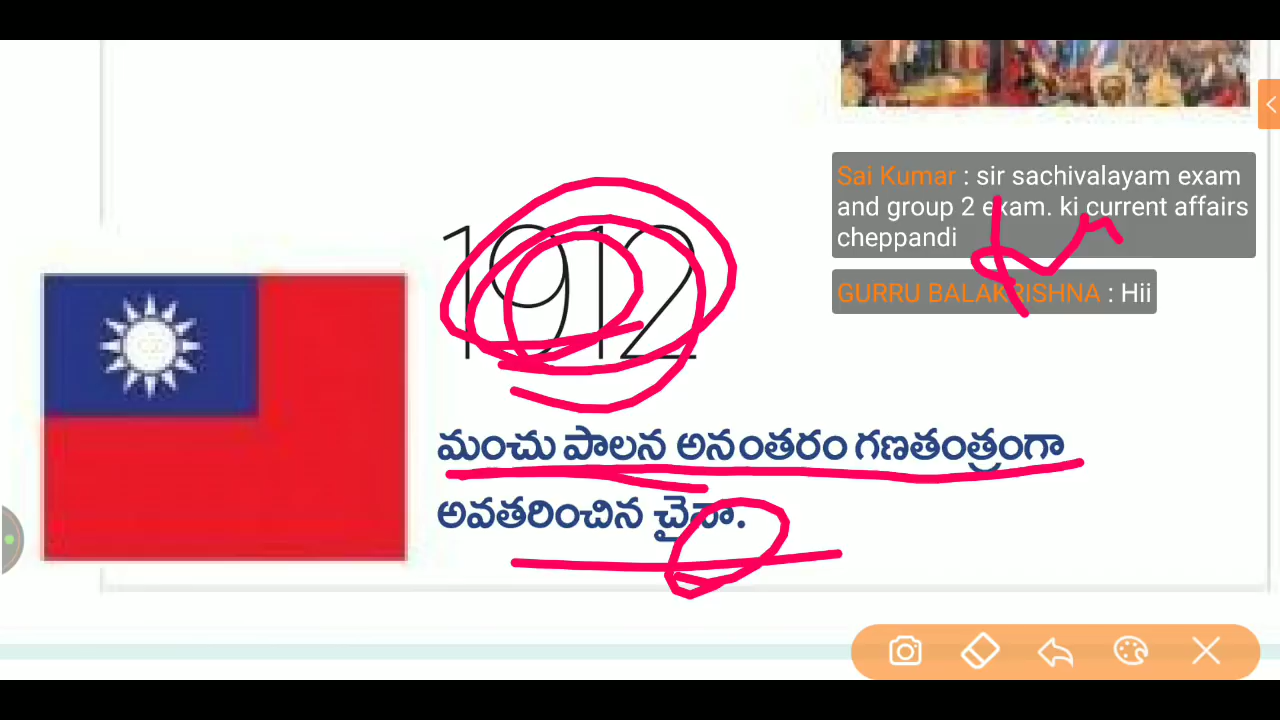 Sai Kumar : sir sachivalayam exam
and group 2 exam. ki current affairs
cheppandi
GURRU BALAKRISHNA : Hii
1912
మంచు పాలన అనంతరం గణతంత్రంగా
అవతరించిన చైనా.